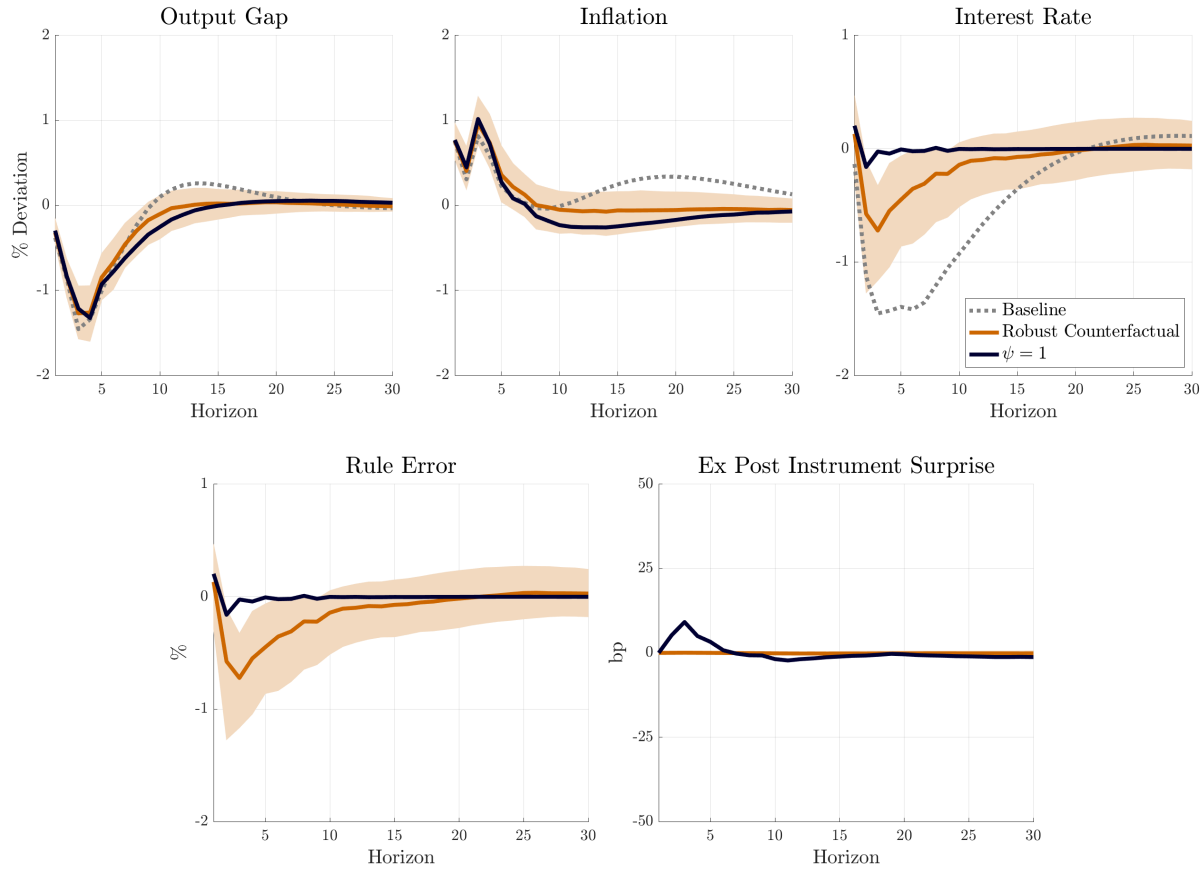 Output Gap
% Deviation
2
1
0
-1
-2
5 10 15 20 25 30
Horizon
Inflation
2
1
0
-1
-2
5 10 15 20 25 30
Horizon
Interest Rate
1
0
-1
-2
5 10 15 20 25 30
Horizon
Baseline
Robust Counterfactual
ψ = 1
Rule Error
%
1
0
-1
-2
5 10 15 20 25 30
Horizon
Ex Post Instrument Surprise
bp
50
25
0
-25
-50
5 10 15 20 25 30
Horizon